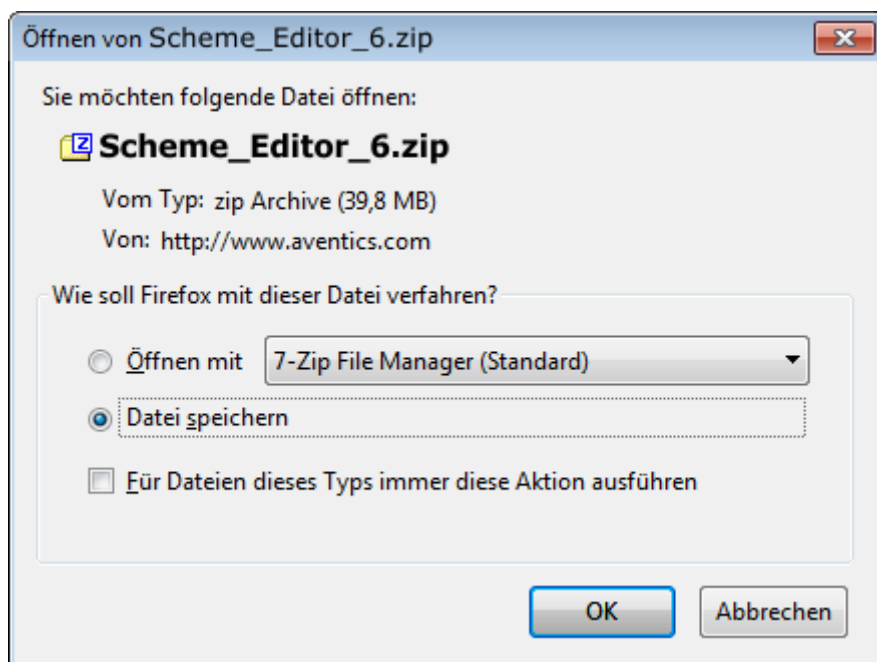 Öffnen von Scheme_Editor_6.zip
Sie möchten folgende Datei öffnen:
Scheme_Editor_6.zip
Vom Typ: zip Archive (39,8 MB)
Von: http://www.aventics.com
Wie soll Firefox mit dieser Datei verfahren?
Öffnen mit 7-Zip File Manager (Standard)
Datei speichern
Für Dateien dieses Typs immer diese Aktion ausführen
OK Abbrechen